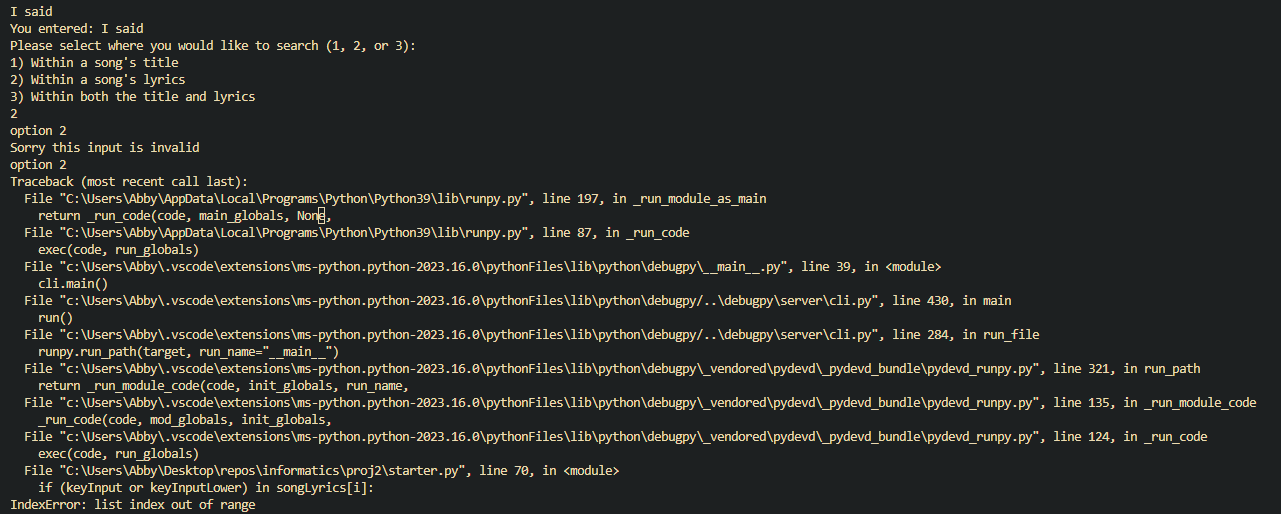 I said
You entered: I said
Please select where you would like to search (1, 2, or 3):
1) Within a song's title
2) Within a song's lyrics
3) Within both the title and lyrics
2
option 2
Sorry this input is invalid
option 2
Traceback (most recent call last):
  File "C:\Users\Abby\AppData\Local\Programs\Python\Python39\lib\runpy.py", line 197, in _run_module_as_main
    return _run_code(code, main_globals, None,
  File "C:\Users\Abby\AppData\Local\Programs\Python\Python39\lib\runpy.py", line 87, in _run_code
    exec(code, run_globals)
  File "c:\Users\Abby\.vscode\extensions\ms-python.python-2023.16.0\pythonFiles\lib\python\debugpy\__main__.py", line 39, in <module>
    cli.main()
  File "c:\Users\Abby\.vscode\extensions\ms-python.python-2023.16.0\pythonFiles\lib\python\debugpy/..\debugpy\server\cli.py", line 430, in main
    run()
  File "c:\Users\Abby\.vscode\extensions\ms-python.python-2023.16.0\pythonFiles\lib\python\debugpy/..\debugpy\server\cli.py", line 284, in run_file
    runpy.run_path(target, run_name="__main__")
  File "c:\Users\Abby\.vscode\extensions\ms-python.python-2023.16.0\pythonFiles\lib\python\debugpy\_vendored\pydevd\_pydevd_bundle\pydevd_runpy.py", line 321, in run_path
    return _run_module_code(code, init_globals, run_name,
  File "c:\Users\Abby\.vscode\extensions\ms-python.python-2023.16.0\pythonFiles\lib\python\debugpy\_vendored\pydevd\_pydevd_bundle\pydevd_runpy.py", line 135, in _run_module_code
    _run_code(code, mod_globals, init_globals,
  File "c:\Users\Abby\.vscode\extensions\ms-python.python-2023.16.0\pythonFiles\lib\python\debugpy\_vendored\pydevd\_pydevd_bundle\pydevd_runpy.py", line 124, in _run_code
    exec(code, run_globals)
  File "C:\Users\Abby\Desktop\repos\informatics\proj2\starter.py", line 70, in <module>
    if (keyInput or keyInputLower) in songLyrics[i]:
IndexError: list index out of range